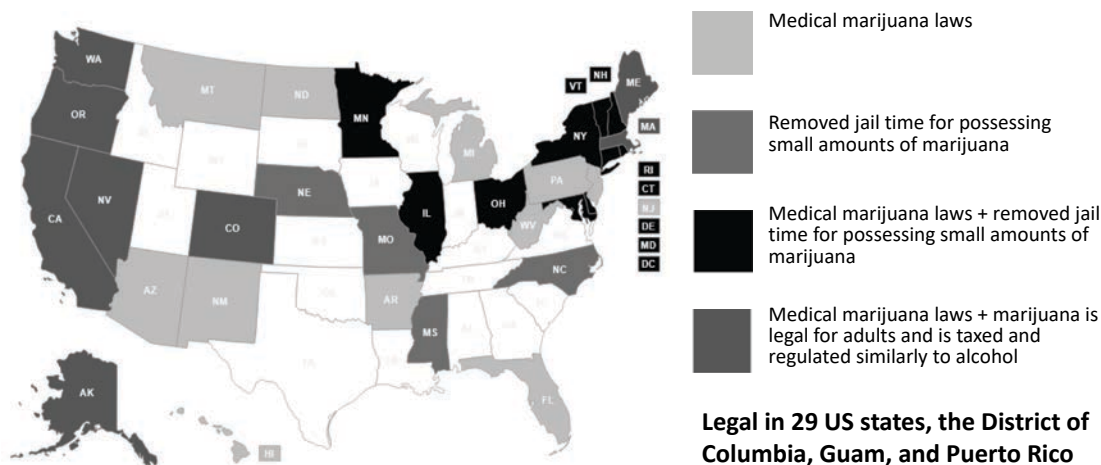 WA
MT
ND
OR
MN
VT
NH
ME
NY
MA
MI
RI
CT
NJ
DE
MD
DC
PA
NE
IL
OH
WV
NV
CA
CO
MO
NC
AZ
NM
AR
MS
TX
FL
AK
HI
Medical marijuana laws
Removed jail time for possessing
small amounts of marijuana
Medical marijuana laws + removed jail
time for possessing small amounts of
marijuana
Medical marijuana laws + marijuana is
legal for adults and is taxed and
regulated similarly to alcohol
Legal in 29 US states, the District of
Columbia, Guam, and Puerto Rico